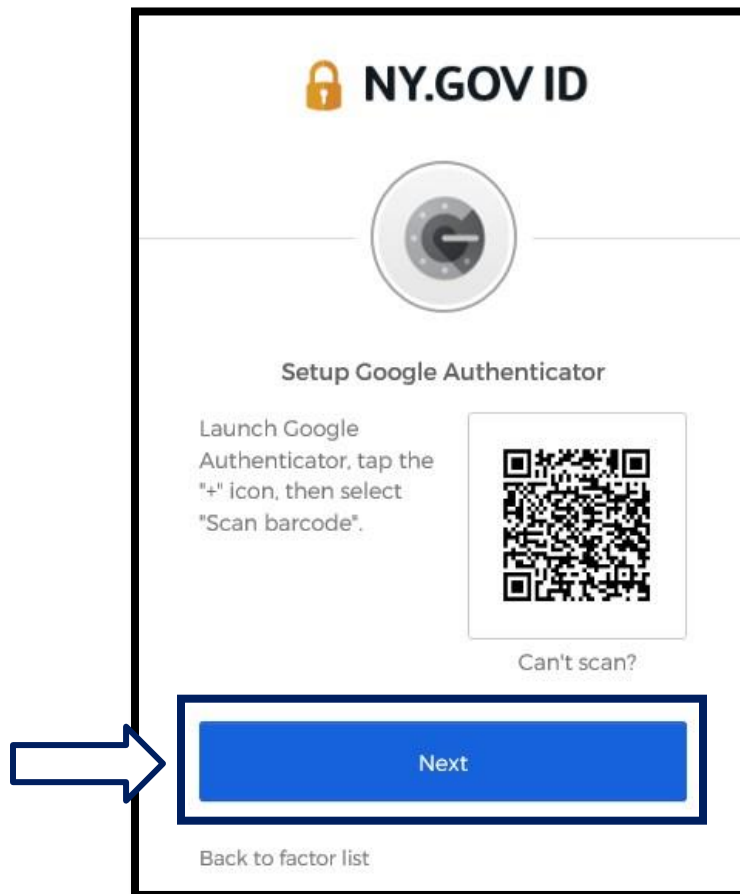 NY.GOV ID
Setup Google Authenticator
Launch Google
Authenticator, tap the
"+" icon, then select
"Scan barcode".
Can't scan?
Next
Back to factor list